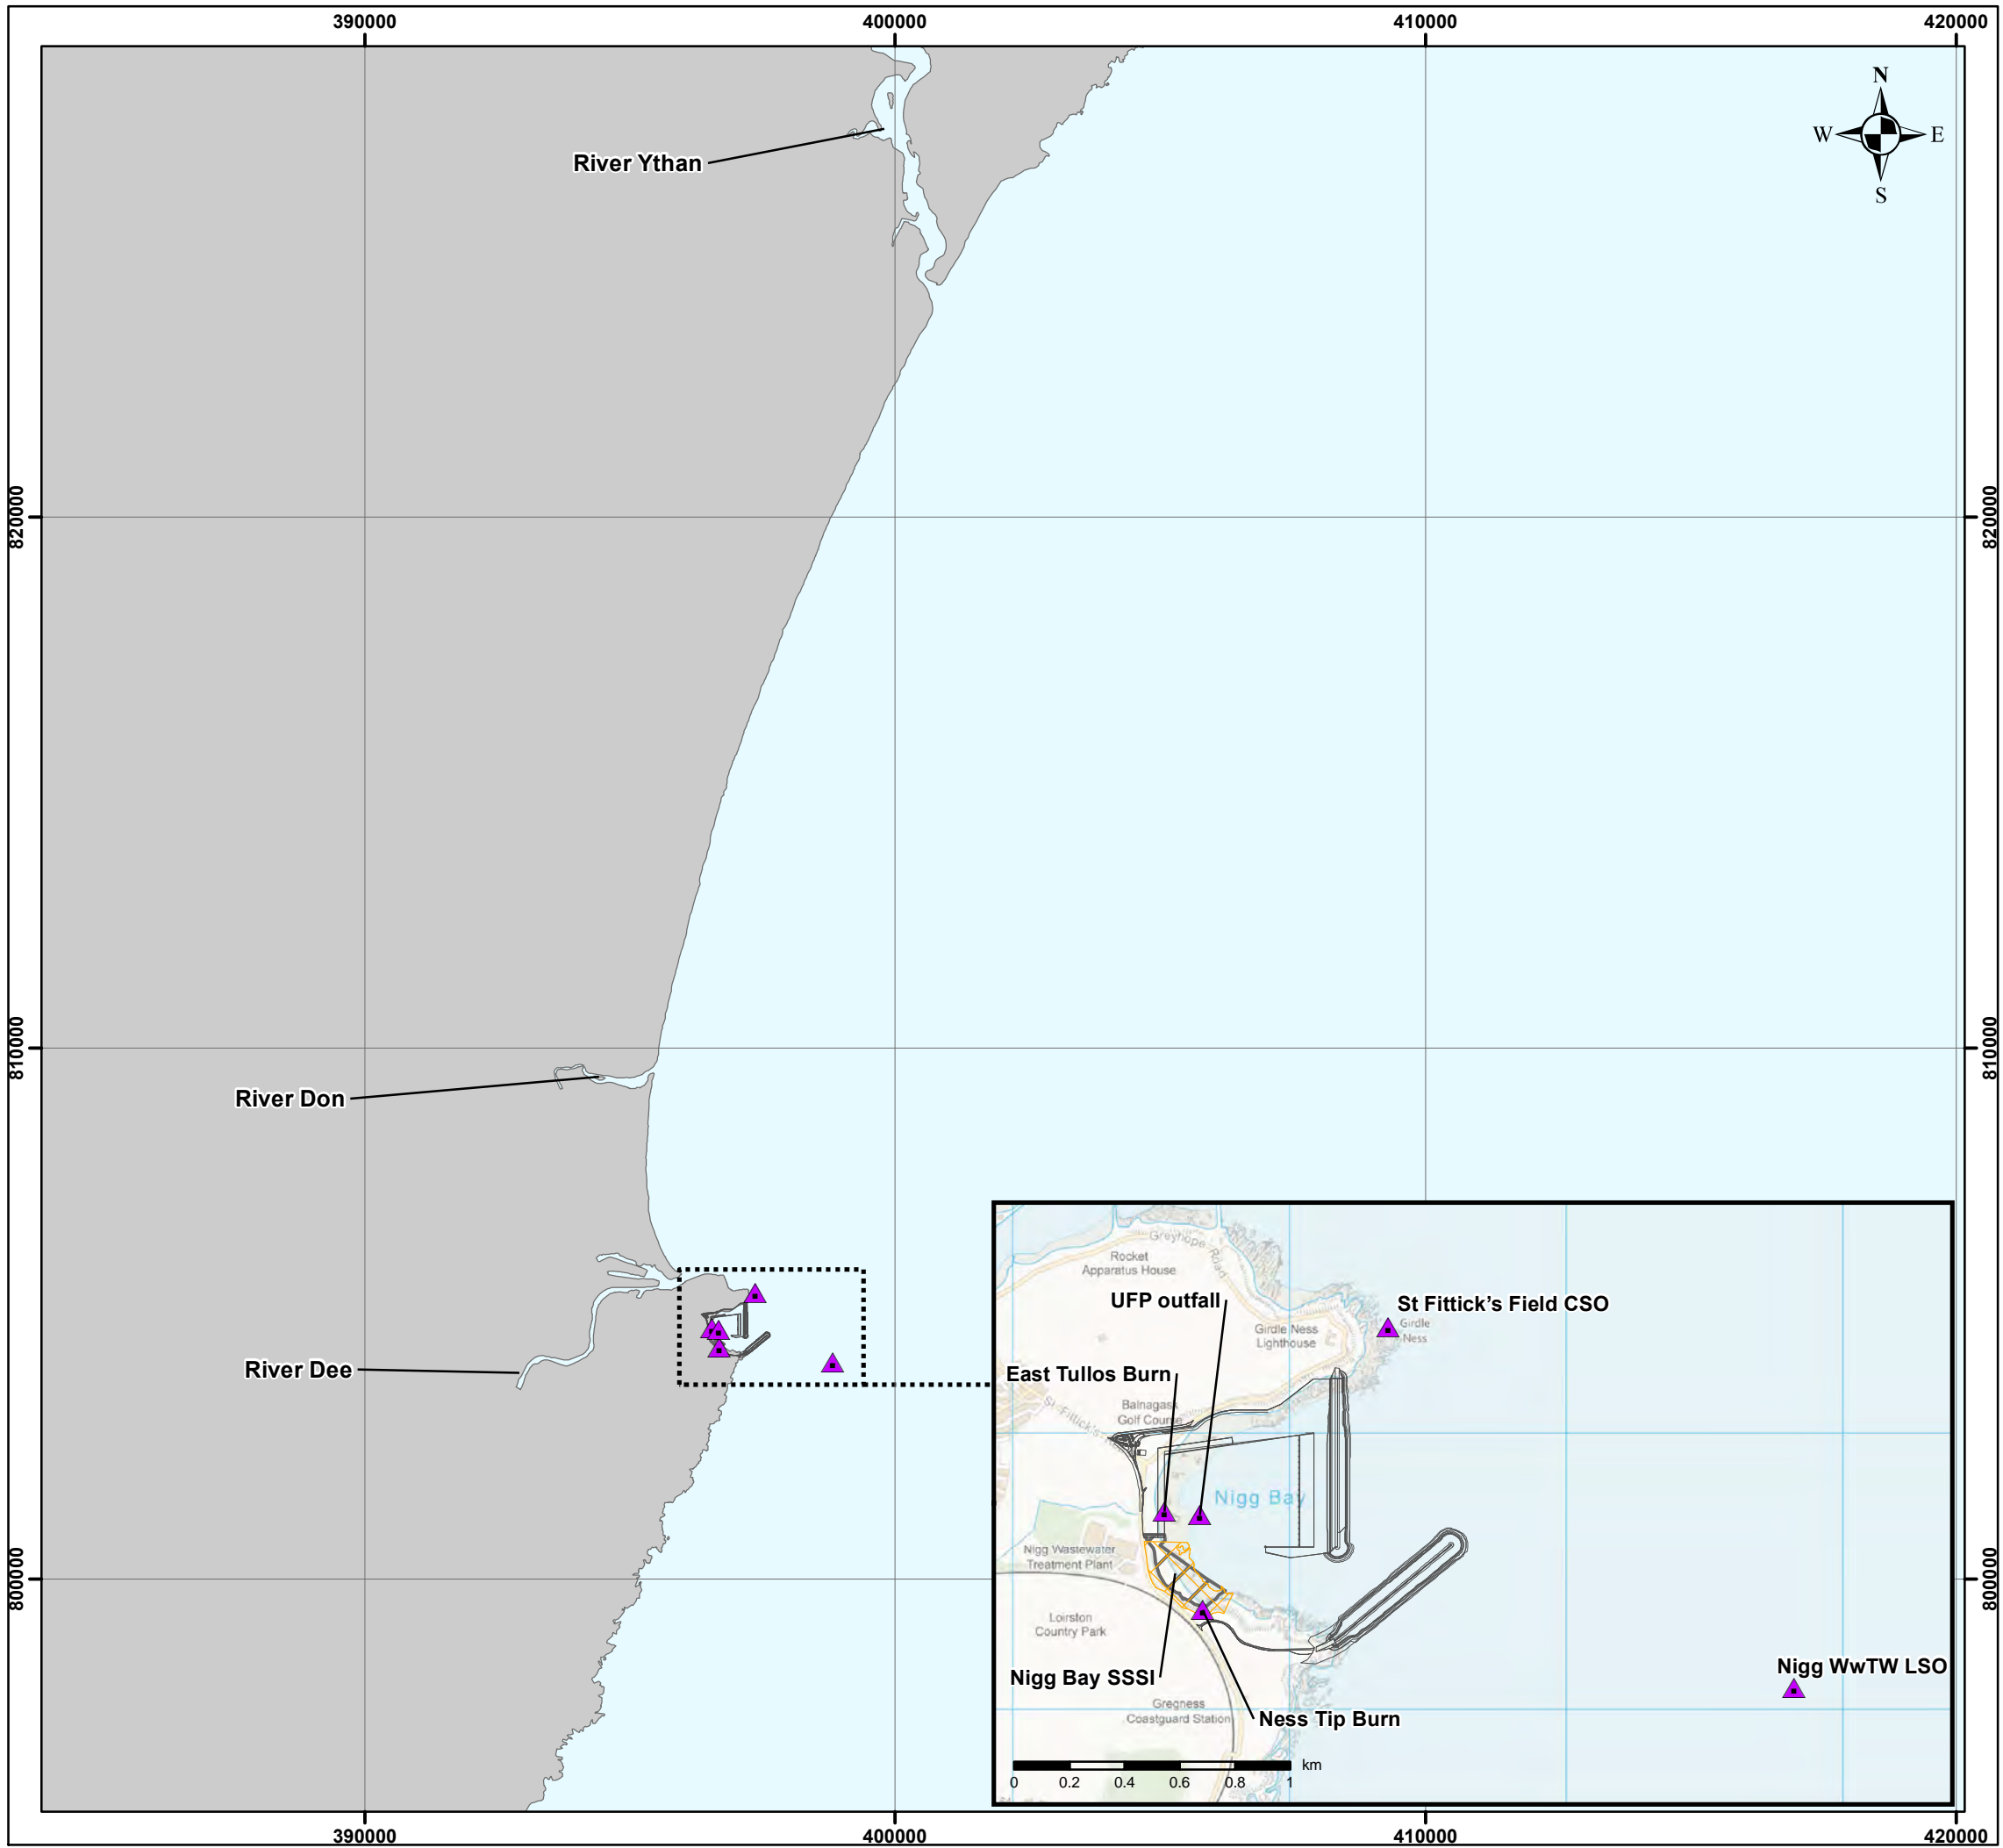 390000
400000
410000
420000
N
W
E
S
River Ythan
820000
820000
810000
810000
River Don
River Dee
800000
800000
Greyhope Road
Rocket
Apparatus House
UFP outfall
St Fittick's Field CSO
Girdle
Ness
Girdle Ness
Lighthouse
East Tullos Burn
Balnagask
Golf Course
St Fittick's
Nigg Bay
Nigg Wastewater
Treatment Plant
Loirston
Country Park
Nigg Bay SSSI
Nigg WwTW LSO
Gregness
Coastguard Station
Ness Tip Burn
km
0
0.2
0.4
0.6
0.8
1
390000
400000
410000
420000